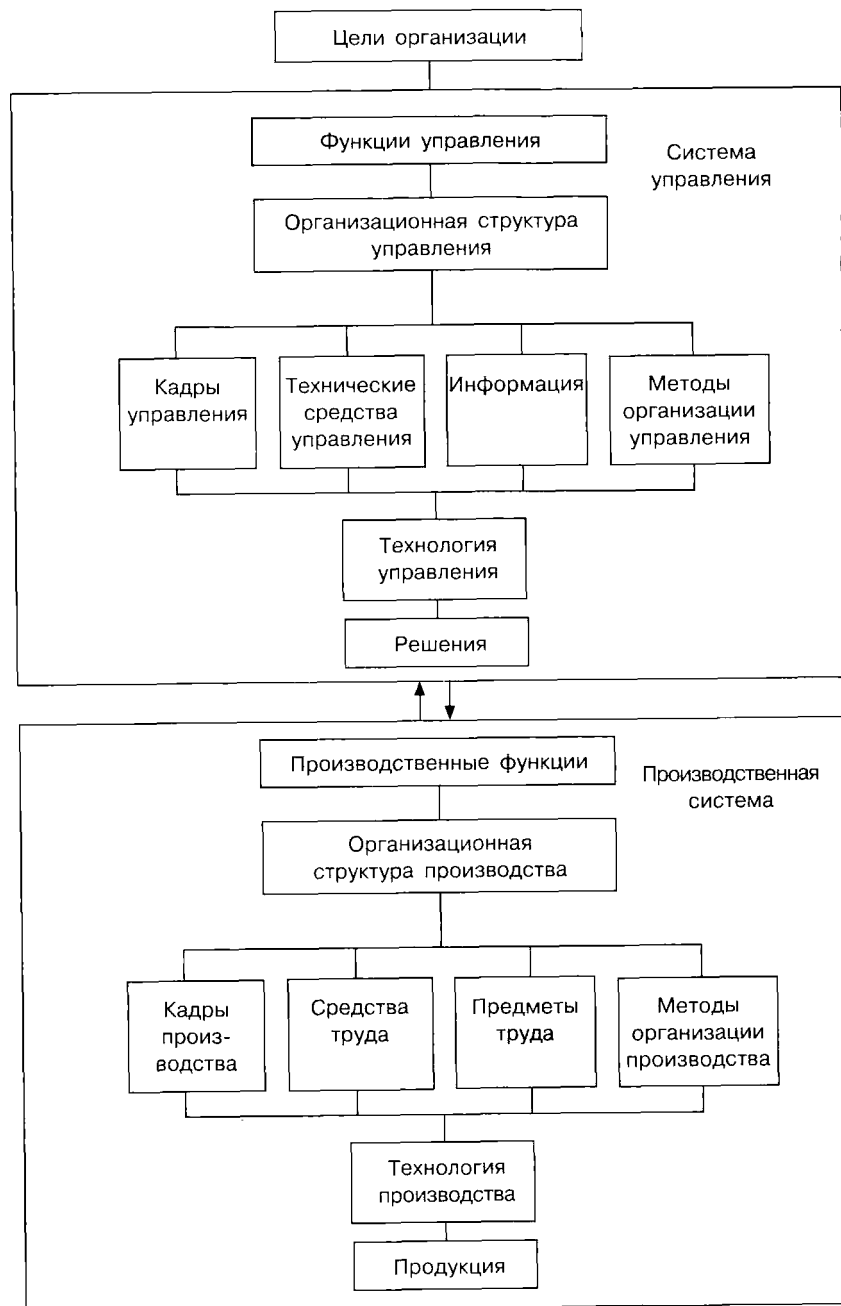 Цели организации
Функции управления
Система
управления
Организационная структура
управления
Кадры
управления
Технические
средства
управления
Информация
Методы
организации
управления
Технология
управления
Решения
Производственные функции
Производственная
система
Организационная
структура производства
Кадры
произ-
водства
Средства
труда
Предметы
труда
Методы
организации
производства
Технология
производства
Продукция